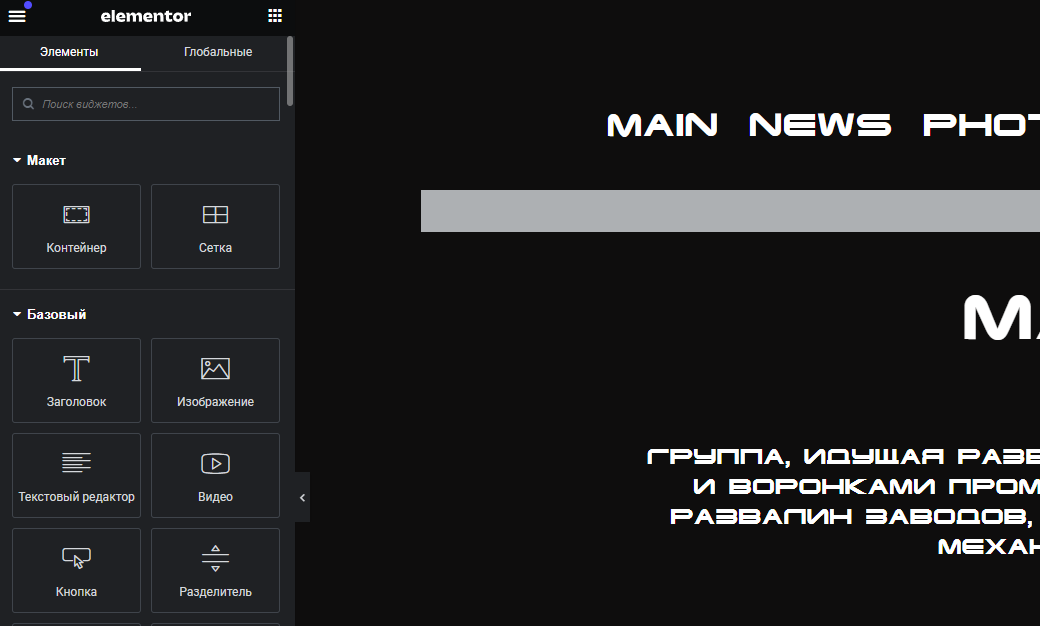 elementor
Элементы Глобальные
Поиск виджетов...
Макет
Контейнер Сетка
Базовый
Заголовок Изображение
Текстовый редактор Видео
Кнопка Разделитель
MAIN NEWS PHOT
MA
ГРУППА, ИДУЩАЯ РАЗВ
И ВОРОНКАМИ ПРОМ
РАЗВАЛИН ЗАВОДОВ,
МЕХАН